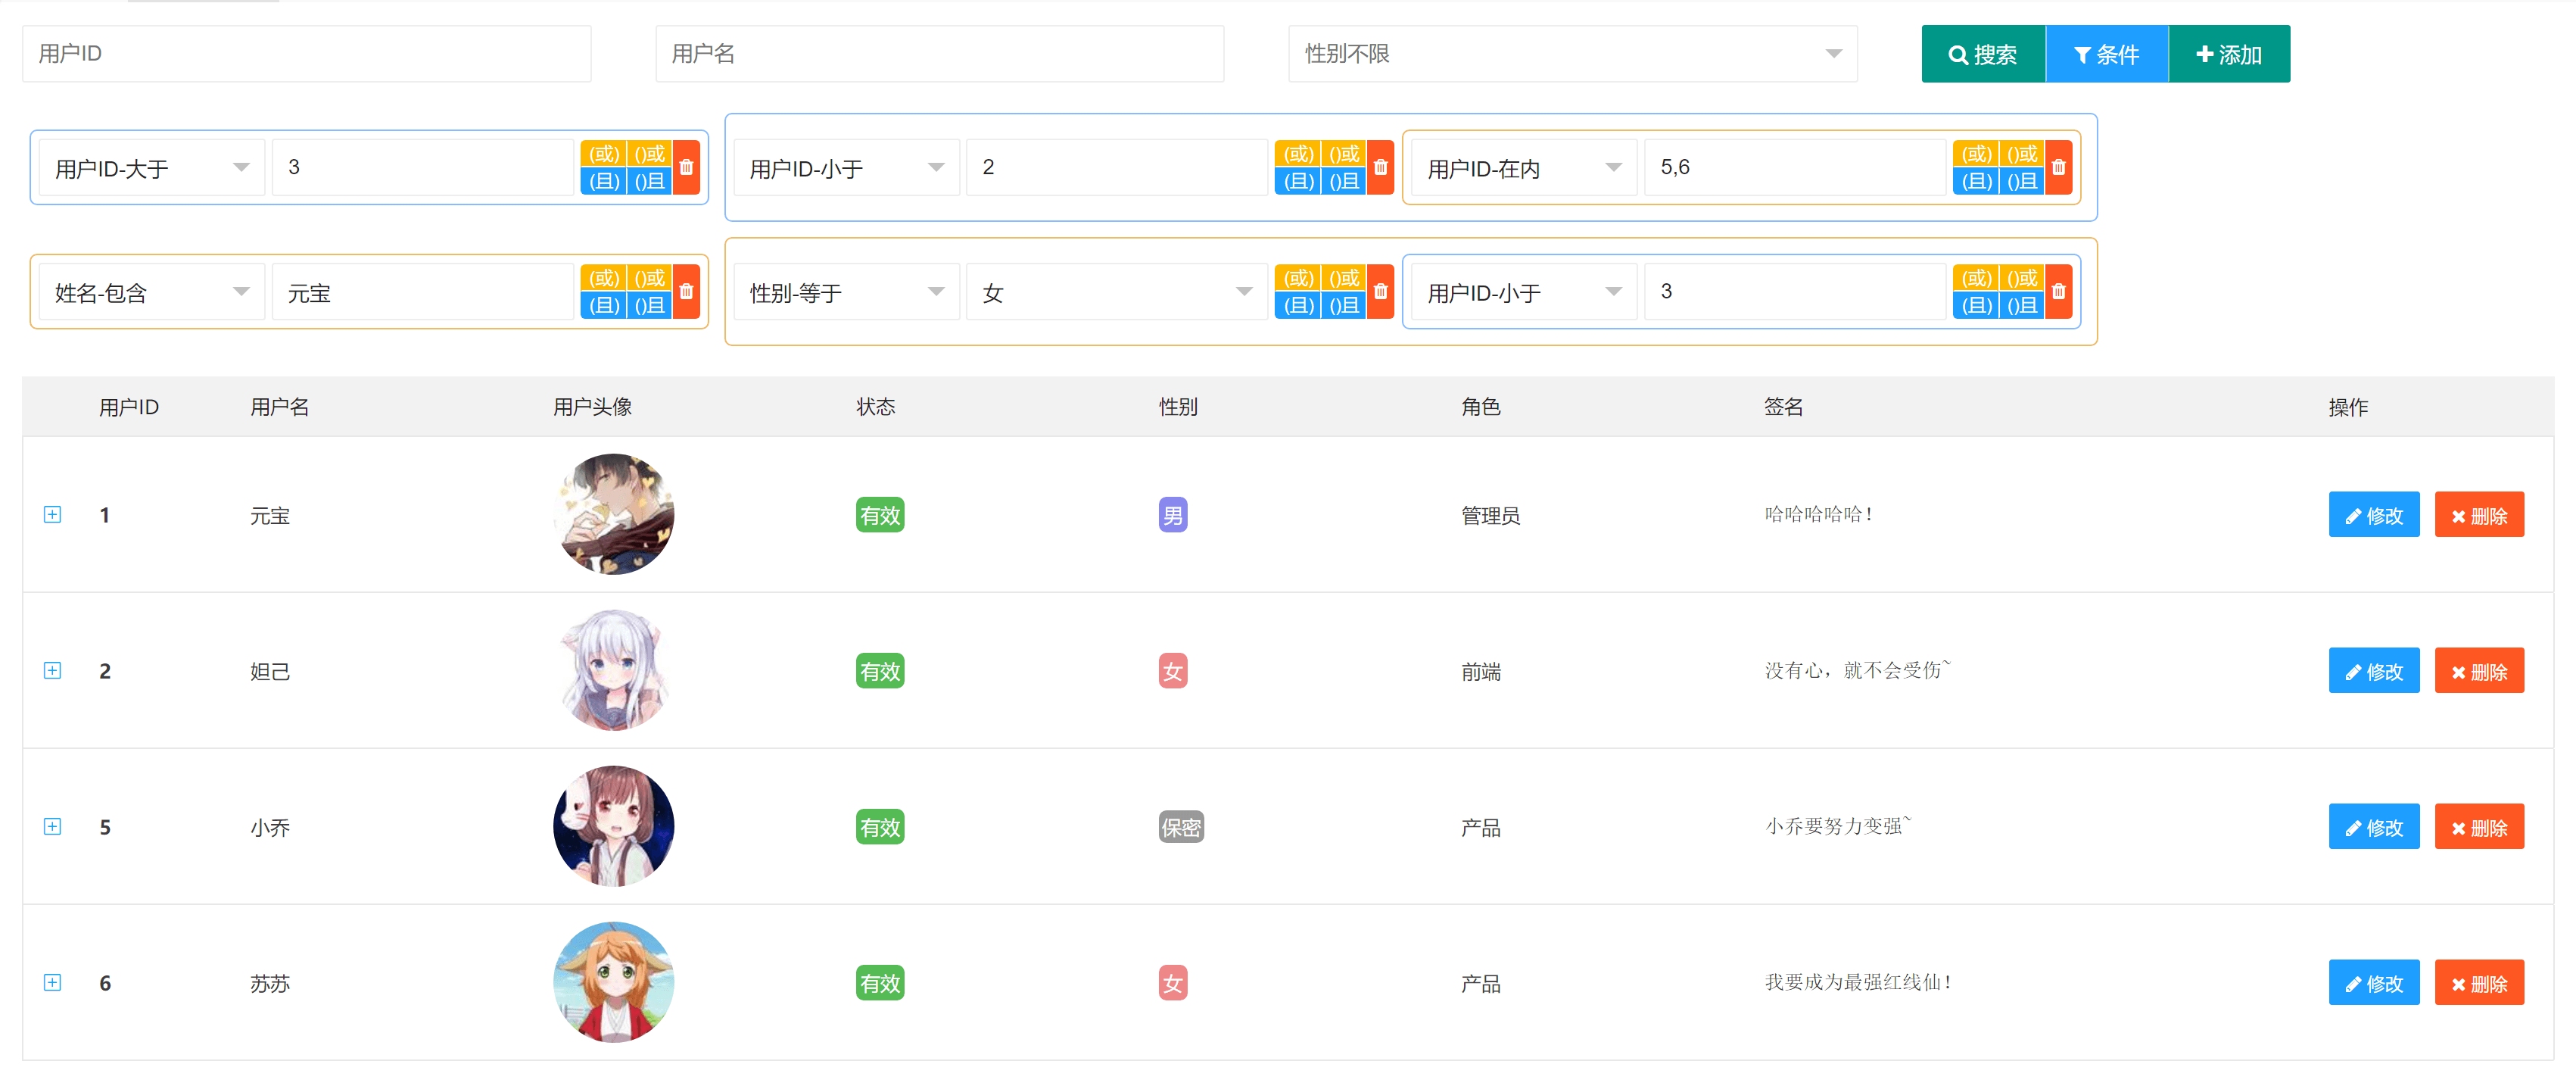 用户ID 用户名 性别不限 搜索 条件 添加
用户ID-大于 3 (或) ()或 (且) ()且 用户ID-小于 2 (或) ()或 (且) ()且 用户ID-在内 5,6 (或) ()或 (且) ()且
姓名-包含 元宝 (或) ()或 (且) ()且 性别-等于 女 (或) ()或 (且) ()且 用户ID-小于 3 (或) ()或 (且) ()且
用户ID 用户名 用户头像 状态 性别 角色 签名 操作
1 元宝 有效 男 管理员 哈哈哈哈哈！ 修改 删除
2 妲己 有效 女 前端 没有心，就不会受伤~ 修改 删除
5 小乔 有效 保密 产品 小乔要努力变强~ 修改 删除
6 苏苏 有效 女 产品 我要成为最强红线仙！ 修改 删除